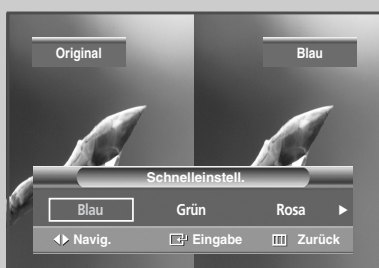 Original Blau
Schnelleinstell.
Blau Grün Rosa
Navig. Eingabe Zurück